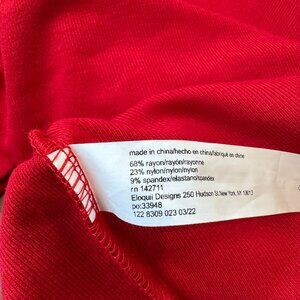 made in china/hecho en china/fabriqué en chine
68% rayon/rayón/rayonne
23% nylon/nylon/nylon
9% spandex/elastano/spandex
rn 142711
Eloquii Designs 250 Hudson St,New York, NY 10013
po:33948
122 8309 023 03/22